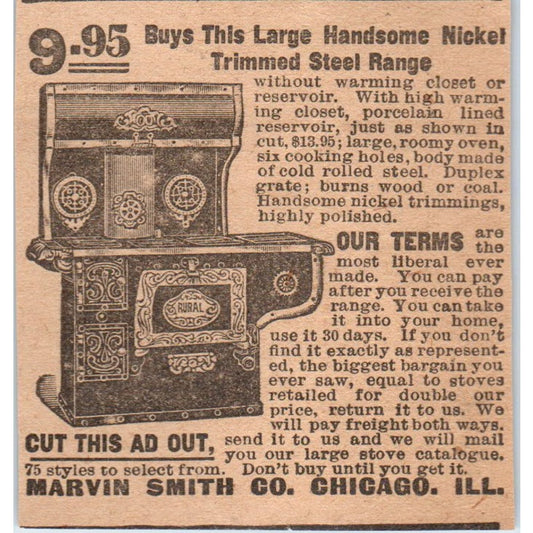 9.95 Buys This Large Handsome Nickel
Trimmed Steel Range
without warming closet or
reservoir. With high warm-
ing closet, porcelain lined
reservoir, just as shown in
cut, $13.95; large, roomy oven,
six cooking holes, body made
of cold rolled steel. Duplex
grate; burns wood or coal.
Handsome nickel trimmings,
highly polished.
OUR TERMS are
the
most liberal ever
made. You can pay
after you receive the
range. You can take
it into your home,
use it 30 days. If you don't
find it exactly as represent-
ed, the biggest bargain you
ever saw, equal to stoves
retailed for double our
price, return it to us. We
will pay freight both ways.
RURAL
CUT THIS AD OUT, send it to us and we will mail
you our large stove catalogue.
75 styles to select from. Don't buy until you get it.
MARVIN SMITH CO. CHICAGO. ILL.